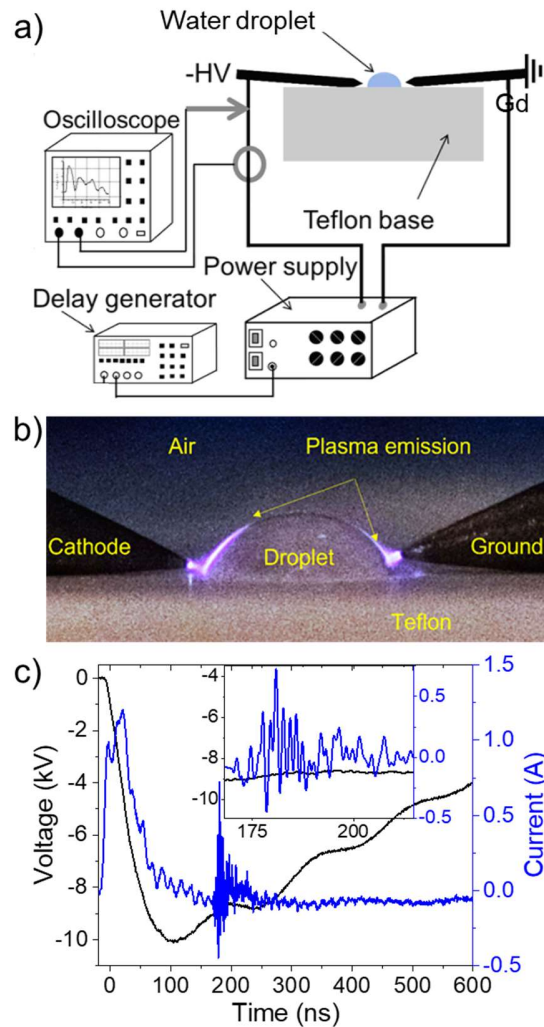 a)
Water droplet
-HV
Gd
Oscilloscope
Teflon base
Power supply
Delay generator
b)
Air
Plasma emission
Cathode
Droplet
Ground
Teflon
c)
0
-2
-4
-6
-8
-10
Voltage (kV)
-4
-6
-8
-10
175
200
0.5
0.0
-0.5
1.5
1.0
0.5
0.0
-0.5
Current (A)
0 100 200 300 400 500 600
Time (ns)